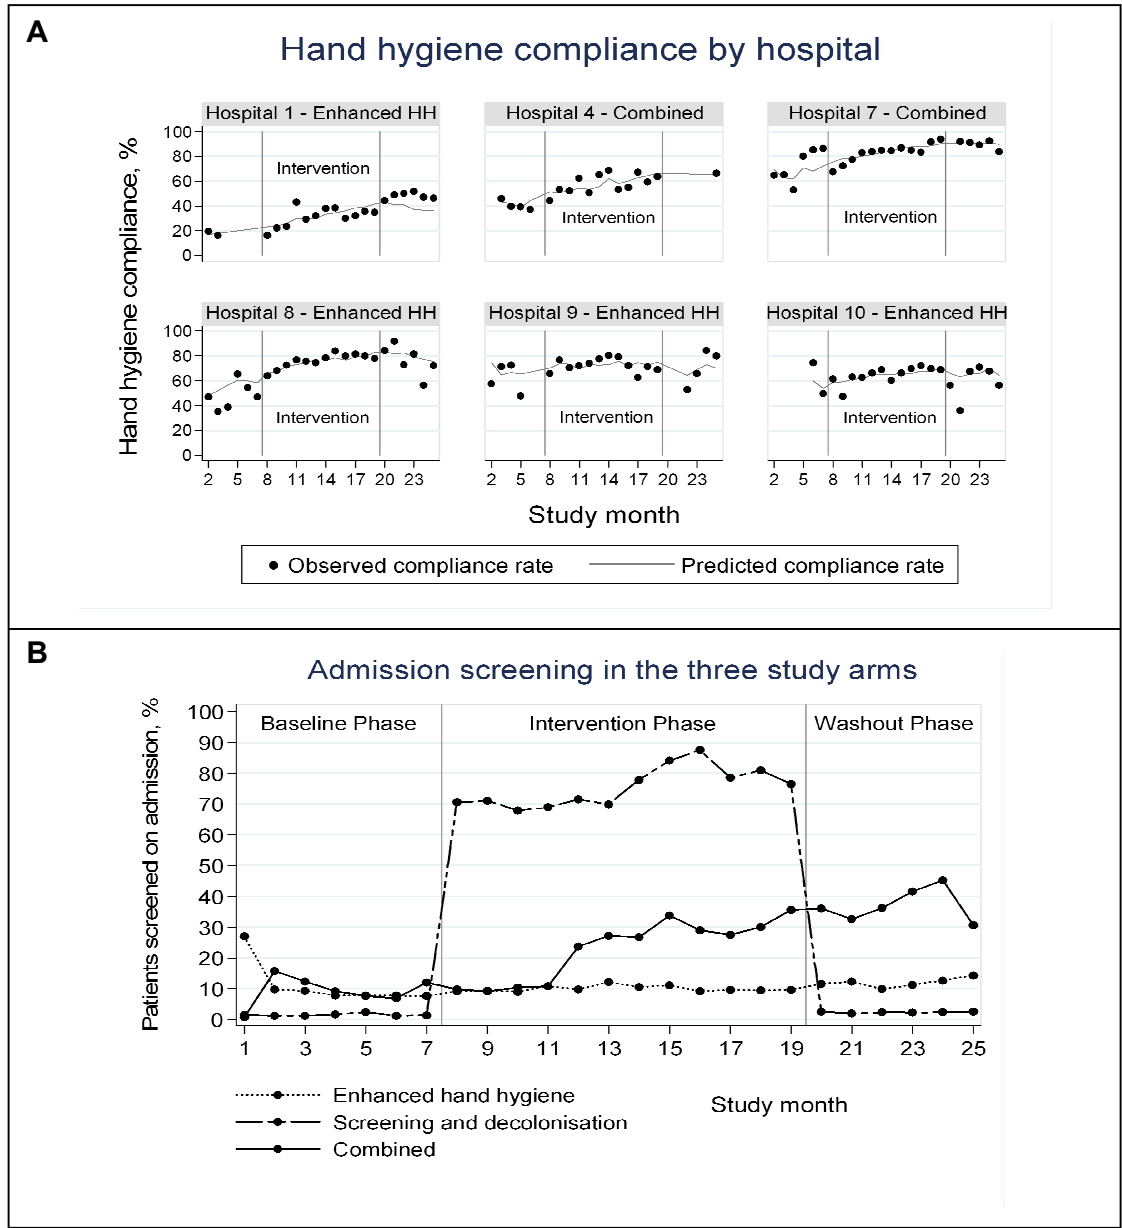 A
Hand hygiene compliance by hospital
Hand hygiene compliance, %
Hospital 1 - Enhanced HH
Hospital 4 - Combined
Hospital 7 - Combined
100
80
60
40
20
0
Intervention
Intervention
Intervention
Hospital 8 - Enhanced HH
Hospital 9 - Enhanced HH
Hospital 10 - Enhanced HH
100
80
60
40
20
0
Intervention
Intervention
Intervention
2 5 8 11 14 17 20 23
2 5 8 11 14 17 20 23
2 5 8 11 14 17 20 23
Study month
Observed compliance rate
Predicted compliance rate
B
Admission screening in the three study arms
Patients screened on admission, %
Baseline Phase
Intervention Phase
Washout Phase
100
90
80
70
60
50
40
30
20
10
0
1 3 5 7 9 11 13 15 17 19 21 23 25
Study month
Enhanced hand hygiene
Screening and decolonisation
Combined